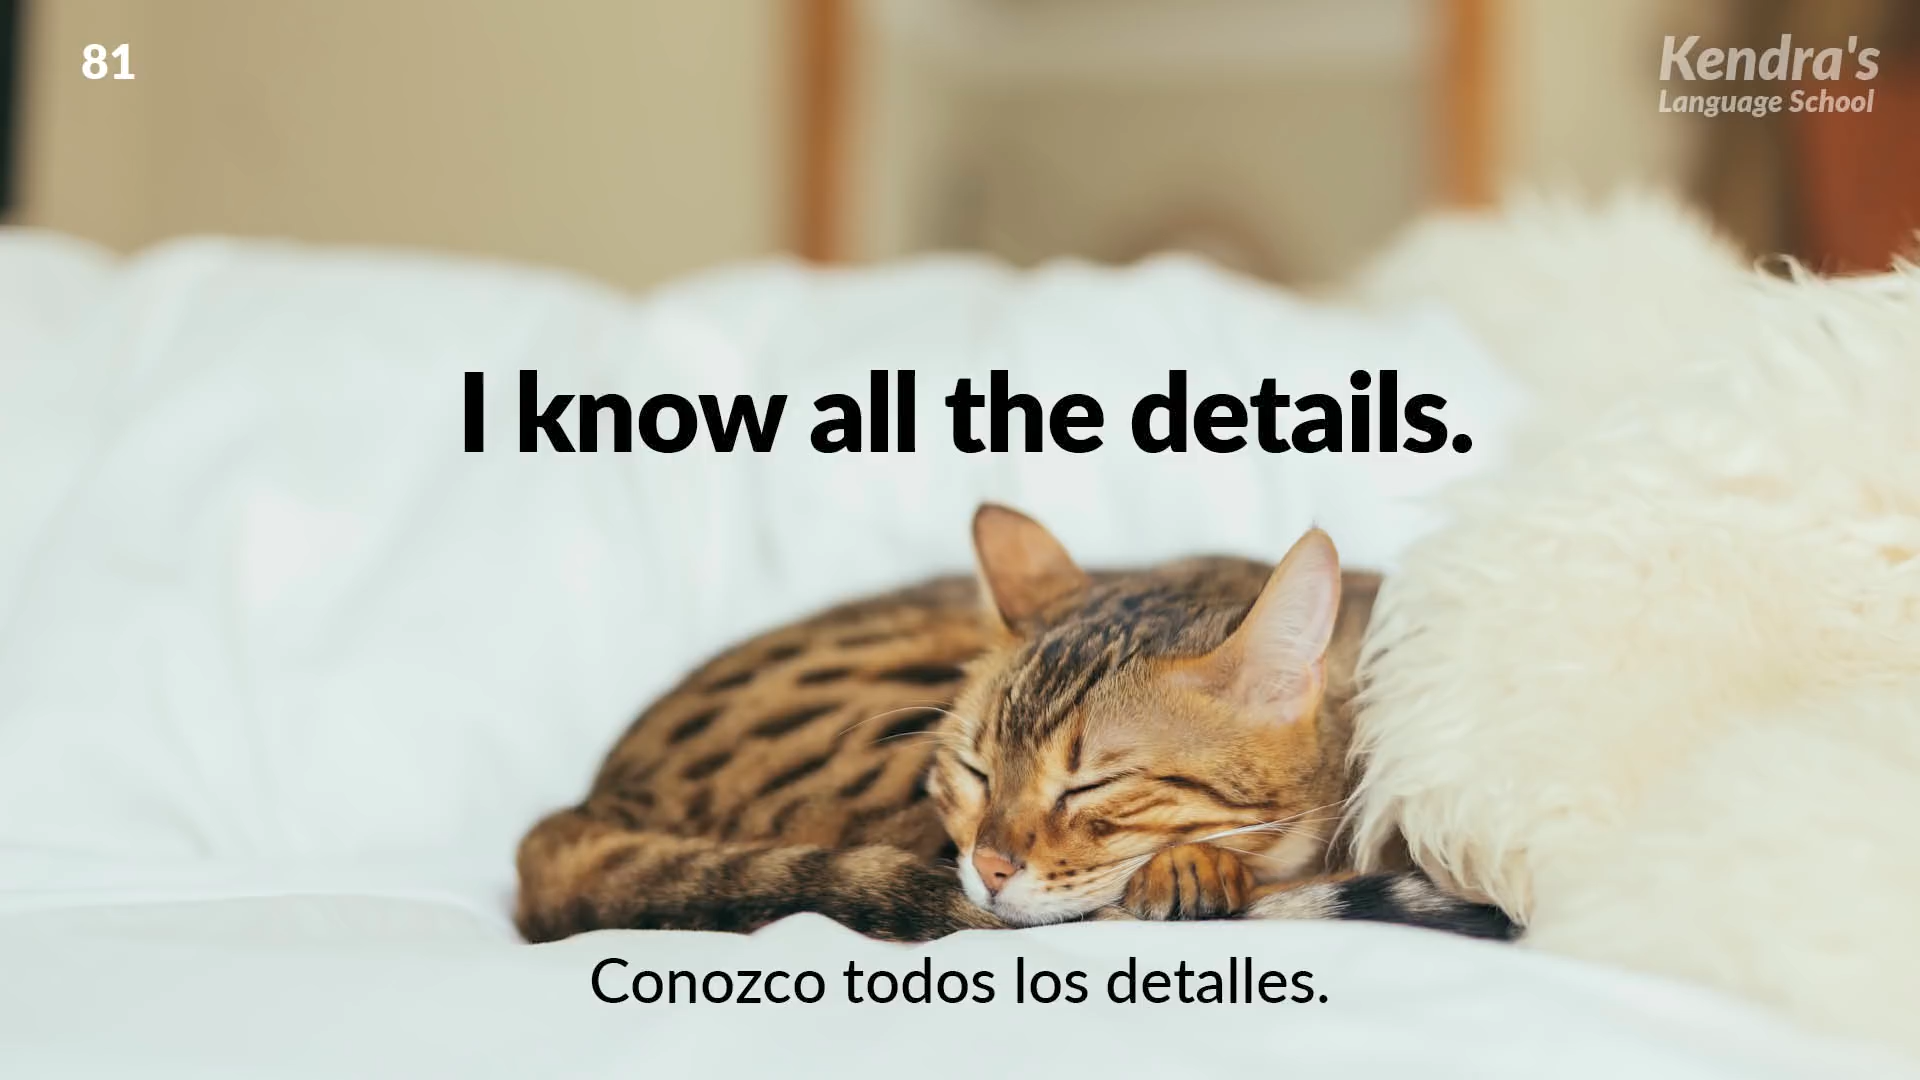 81
Kendra's
Language School
I know all the details.
Conozco todos los detalles.